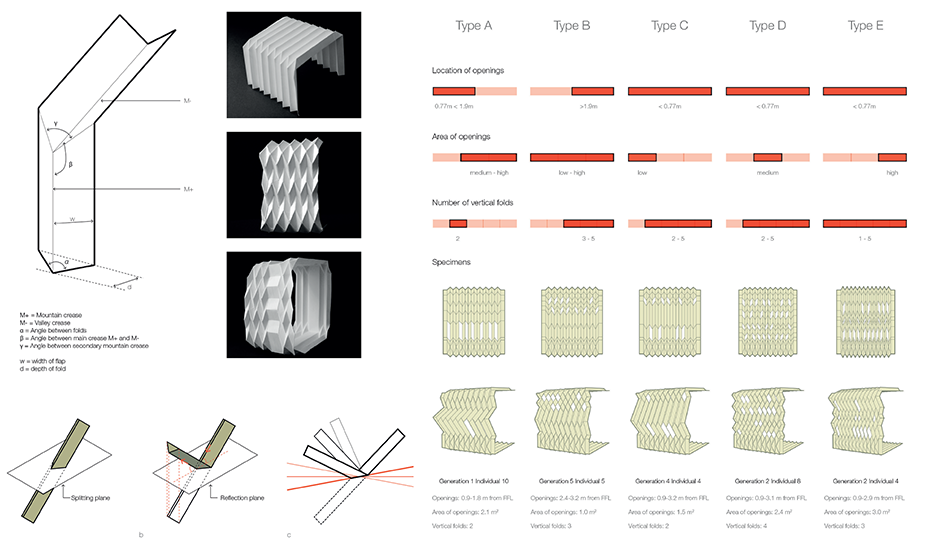 M-
γ
β
M+
w
α
d
M+ = Mountain crease
M- = Valley crease
α = Angle between folds
β = Angle between main crease M+ and M-
γ = Angle between secondary mountain crease
w = width of flap
d = depth of fold
Splitting plane
Reflection plane
b
c
Type A Type B Type C Type D Type E
Location of openings
0.77m < 1.9m >1.9m < 0.77m < 0.77m < 0.77m
Area of openings
medium - high low - high low medium high
Number of vertical folds
2 3 - 5 2 - 5 2 - 5 1 - 5
Specimens
Generation 1 Individual 10 Generation 5 Individual 5 Generation 4 Individual 4 Generation 2 Individual 8 Generation 2 Individual 4
Openings: 0.9-1.8 m from FFL Openings: 2.4-3.2 m from FFL Openings: 0.9-3.2 m from FFL Openings: 0.9-3.1 m from FFL Openings: 0.9-2.9 m from FFL
Area of openings: 2.1 m² Area of openings: 1.0 m² Area of openings: 1.5 m² Area of openings: 2.4 m² Area of openings: 3.0 m²
Vertical folds: 2 Vertical folds: 3 Vertical folds: 2 Vertical folds: 4 Vertical folds: 3